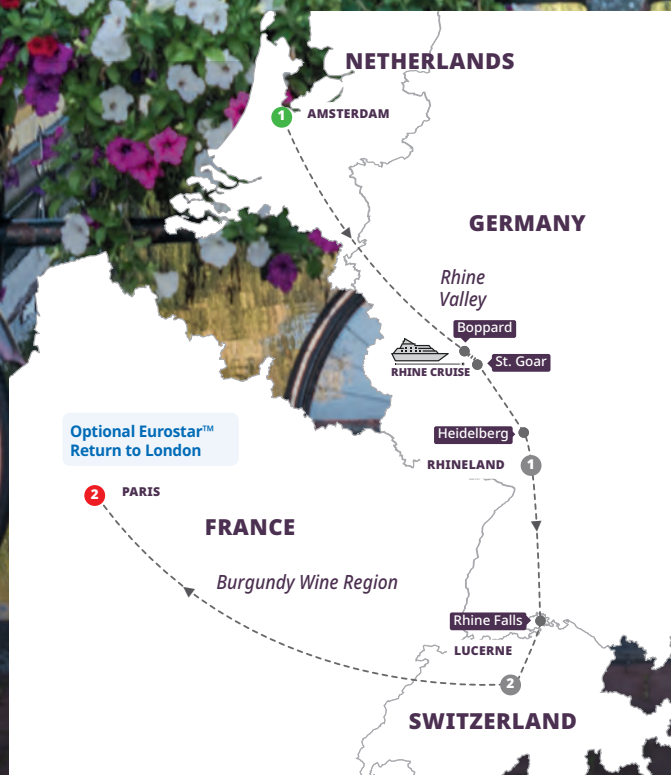 NETHERLANDS
1
AMSTERDAM
GERMANY
Rhine
Valley
Boppard
St. Goar
RHINE CRUISE
Optional Eurostar™
Return to London
Heidelberg
RHINELAND
1
2
PARIS
FRANCE
Burgundy Wine Region
Rhine Falls
LUCERNE
2
SWITZERLAND